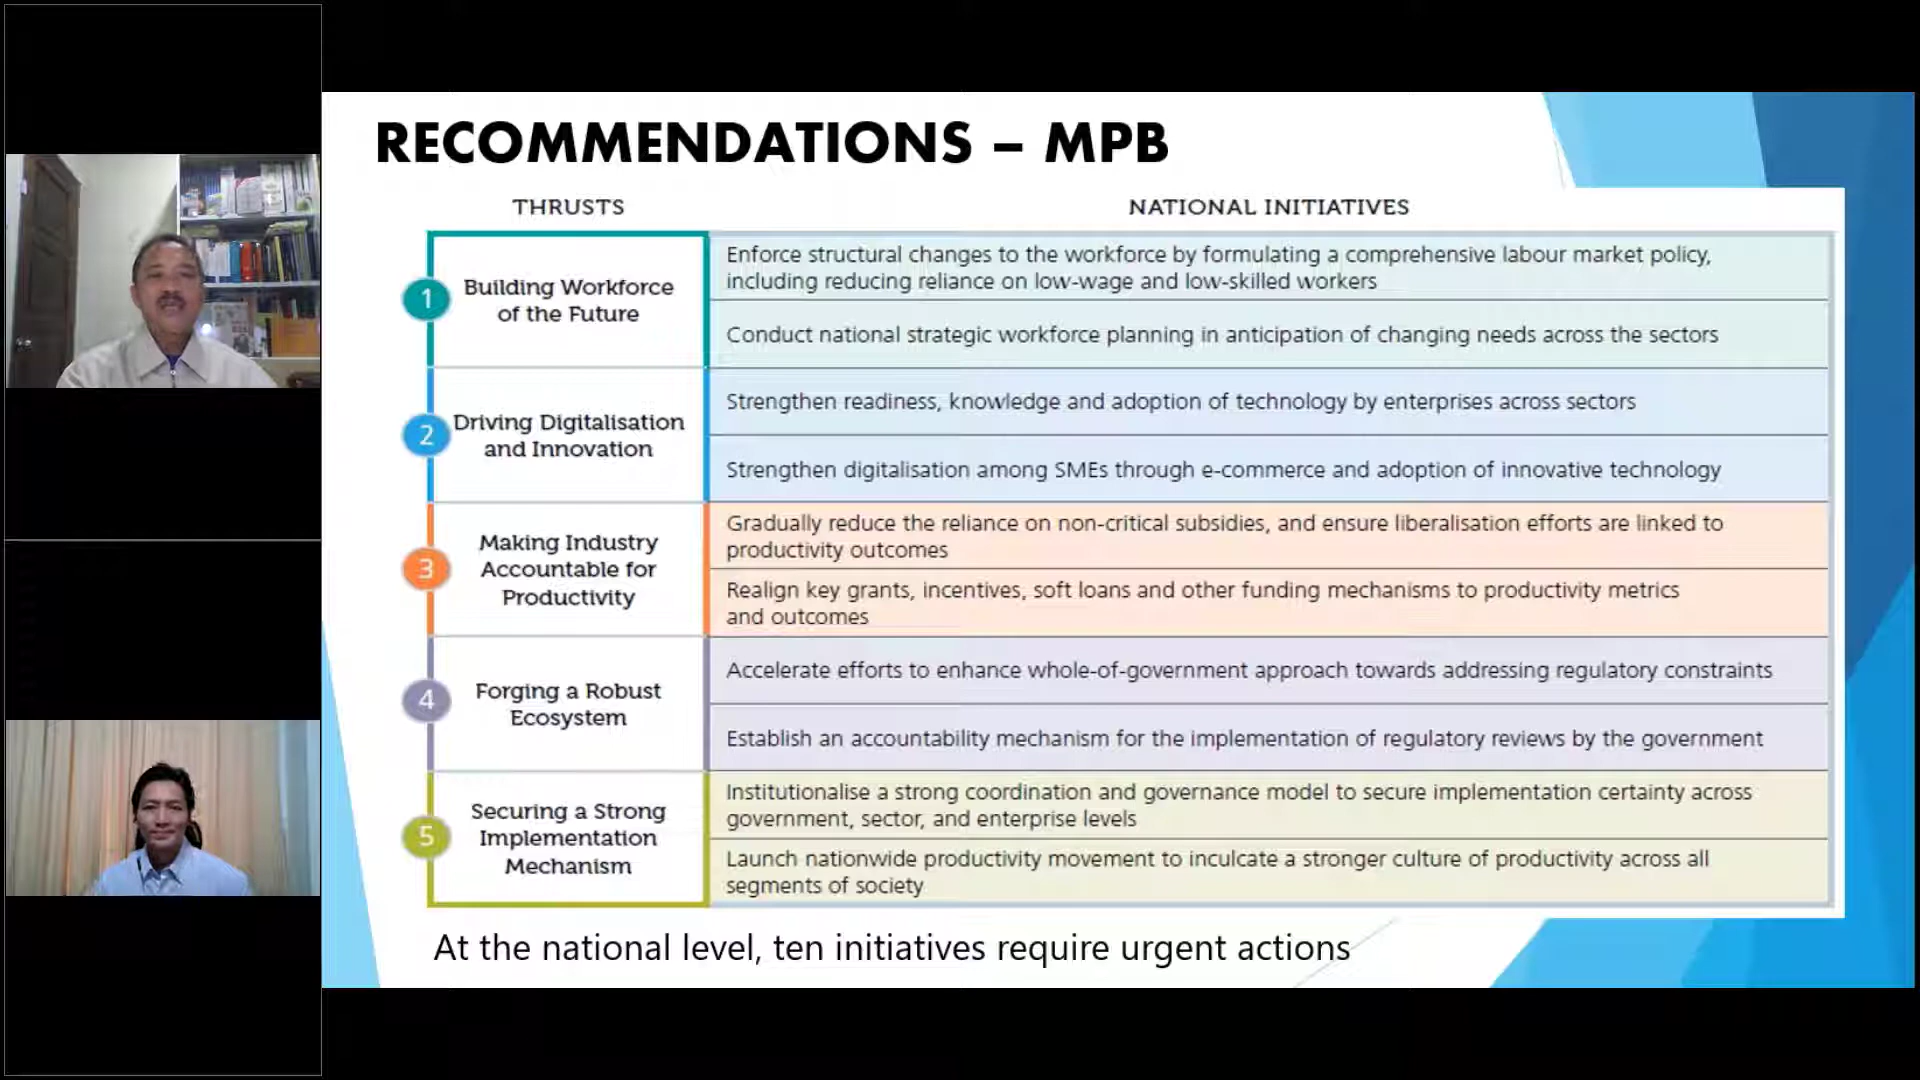 RECOMMENDATIONS – MPB
THRUSTS
NATIONAL INITIATIVES
1
Building Workforce
of the Future
Enforce structural changes to the workforce by formulating a comprehensive labour market policy,
including reducing reliance on low-wage and low-skilled workers
Conduct national strategic workforce planning in anticipation of changing needs across the sectors
2
Driving Digitalisation
and Innovation
Strengthen readiness, knowledge and adoption of technology by enterprises across sectors
Strengthen digitalisation among SMEs through e-commerce and adoption of innovative technology
3
Making Industry
Accountable for
Productivity
Gradually reduce the reliance on non-critical subsidies, and ensure liberalisation efforts are linked to
productivity outcomes
Realign key grants, incentives, soft loans and other funding mechanisms to productivity metrics
and outcomes
4
Forging a Robust
Ecosystem
Accelerate efforts to enhance whole-of-government approach towards addressing regulatory constraints
Establish an accountability mechanism for the implementation of regulatory reviews by the government
5
Securing a Strong
Implementation
Mechanism
Institutionalise a strong coordination and governance model to secure implementation certainty across
government, sector, and enterprise levels
Launch nationwide productivity movement to inculcate a stronger culture of productivity across all
segments of society
At the national level, ten initiatives require urgent actions